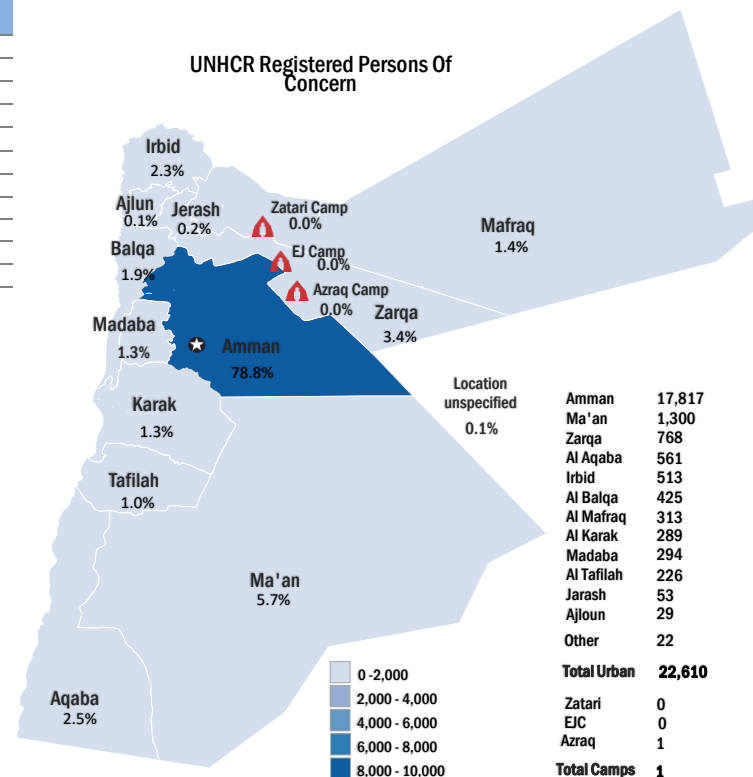 UNHCR Registered Persons Of
Concern
Irbid
2.3%
Ajlun
0.1%
Jerash
0.2%
Zatari Camp
0.0%
Mafraq
1.4%
Balqa
1.9%
EJ Camp
0.0%
Azraq Camp
0.0%
Zarqa
3.4%
Madaba
1.3%
Amman
78.8%
Location
unspecified
0.1%
Karak
1.3%
Tafilah
1.0%
Ma'an
5.7%
Aqaba
2.5%
Amman 17,817
Ma'an 1,300
Zarqa 768
Al Aqaba 561
Irbid 513
Al Balqa 425
Al Mafraq 313
Al Karak 289
Madaba 294
Al Tafilah 226
Jarash 53
Ajloun 29
Other 22
Total Urban 22,610
Zatari 0
EJC 0
Azraq 1
Total Camps 1
0 -2,000
2,000 - 4,000
4,000 - 6,000
6,000 - 8,000
8,000 - 10,000